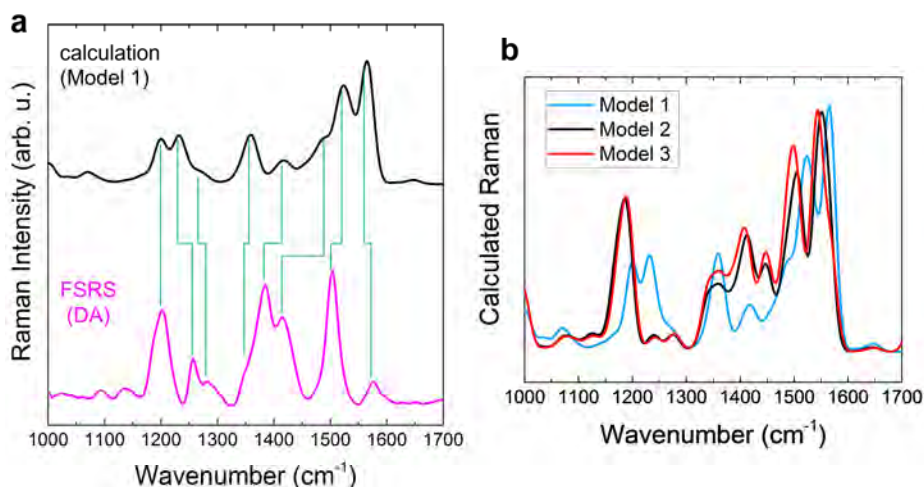 a
calculation
(Model 1)
FSRS
(DA)
Raman Intensity (arb. u.)
1000 1100 1200 1300 1400 1500 1600 1700
Wavenumber (cm⁻¹)
b
Model 1
Model 2
Model 3
Calculated Raman
1000 1100 1200 1300 1400 1500 1600 1700
Wavenumber (cm⁻¹)